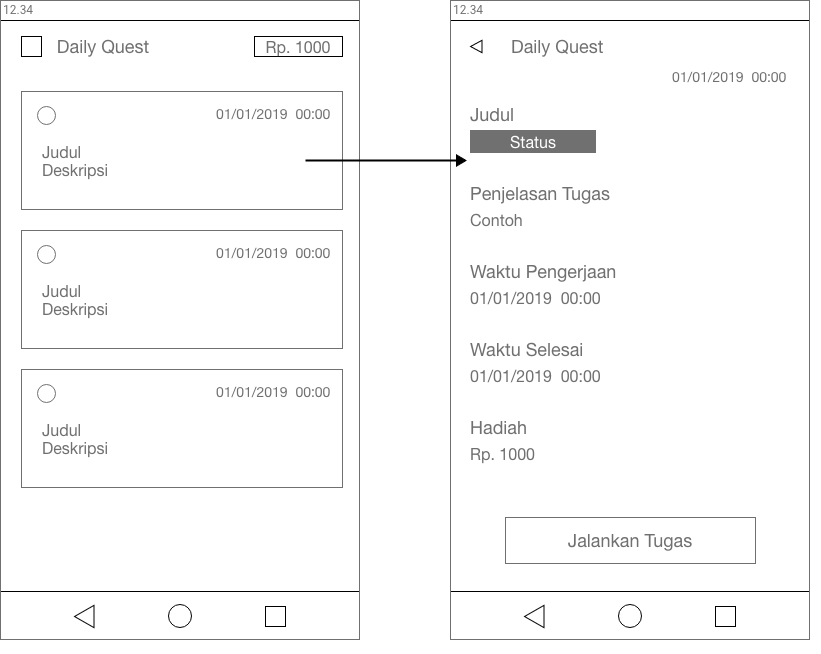 12.34
Daily Quest
Rp. 1000
01/01/2019 00:00
Judul
Deskripsi
01/01/2019 00:00
Judul
Deskripsi
01/01/2019 00:00
Judul
Deskripsi
12.34
Daily Quest
01/01/2019 00:00
Judul
Status
Penjelasan Tugas
Contoh
Waktu Pengerjaan
01/01/2019 00:00
Waktu Selesai
01/01/2019 00:00
Hadiah
Rp. 1000
Jalankan Tugas